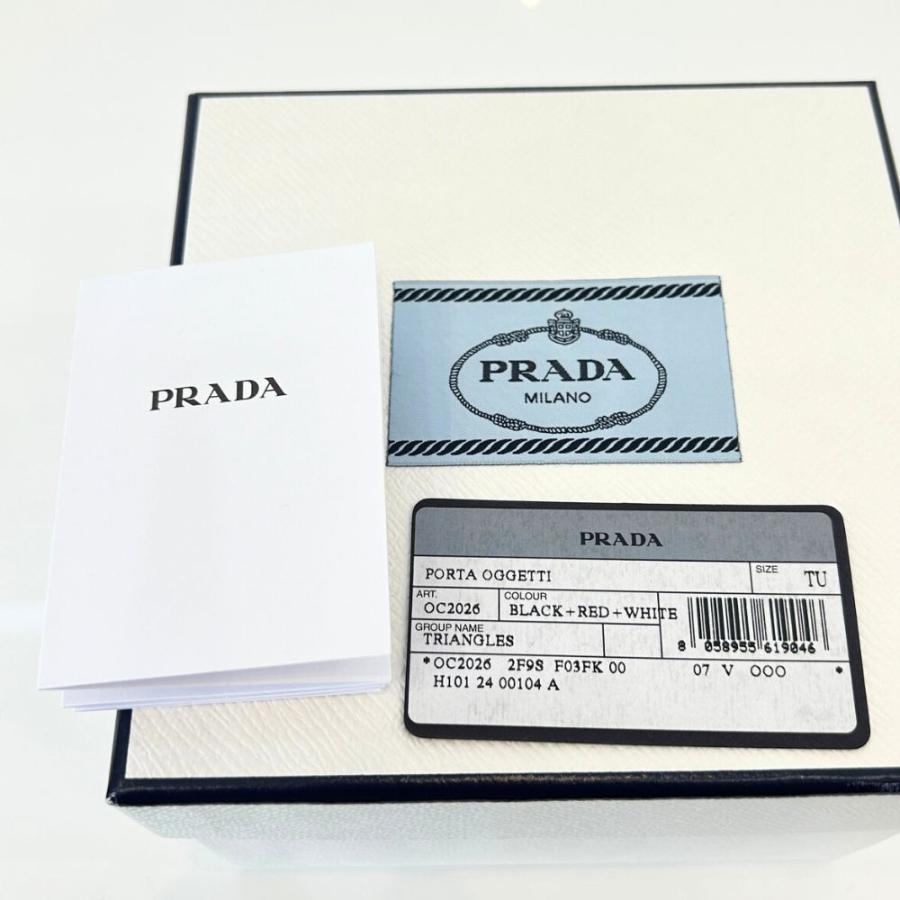 PRADA
PRADA
MILANO
PRADA
PORTA OGGETTI
SIZE TU
ART. OC2026
COLOUR BLACK+RED+WHITE
GROUP NAME
TRIANGLES
8 058955 619046
*OC2026 2F9S F03FK 00 07 V OOO *
H101 24 00104 A